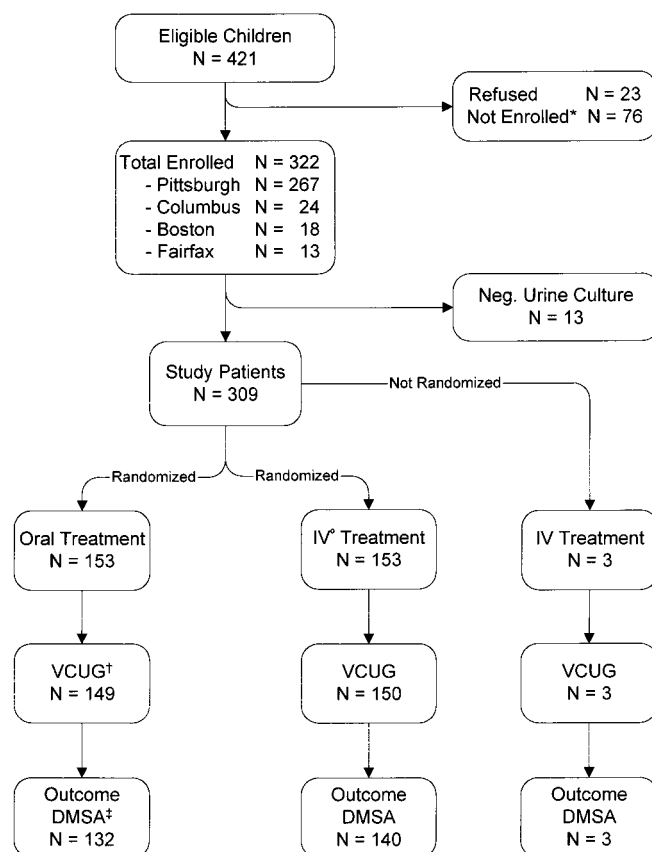 Eligible Children
N = 421
Refused N = 23
Not Enrolled* N = 76
Total Enrolled N = 322
- Pittsburgh N = 267
- Columbus N = 24
- Boston N = 18
- Fairfax N = 13
Neg. Urine Culture
N = 13
Study Patients
N = 309
Not Randomized
Randomized
Randomized
Oral Treatment
N = 153
IV° Treatment
N = 153
IV Treatment
N = 3
VCUG†
N = 149
VCUG
N = 150
VCUG
N = 3
Outcome
DMSA‡
N = 132
Outcome
DMSA
N = 140
Outcome
DMSA
N = 3